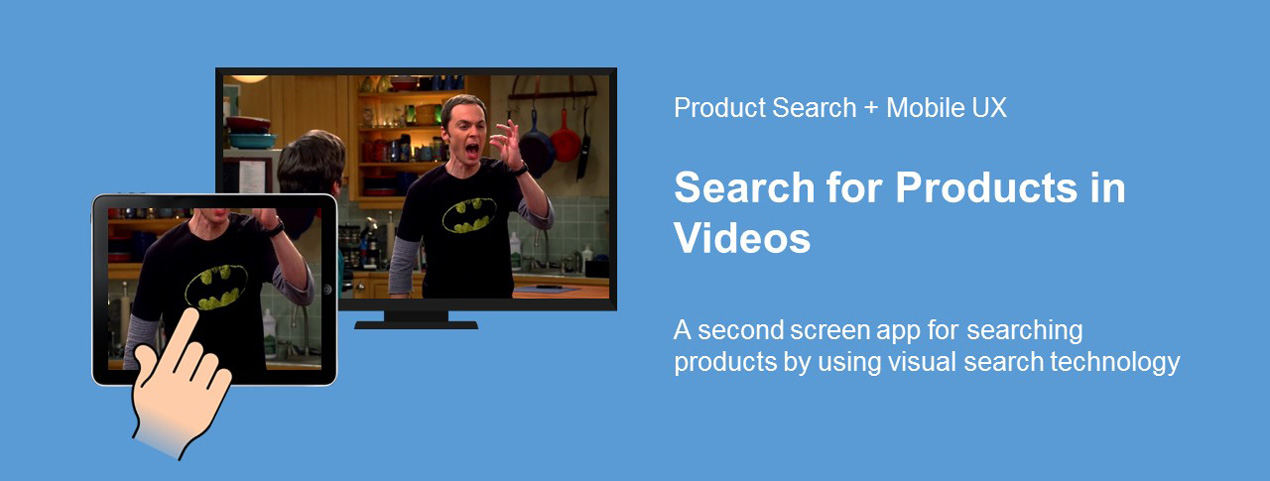 Product Search + Mobile UX
Search for Products in
Videos
A second screen app for searching
products by using visual search technology